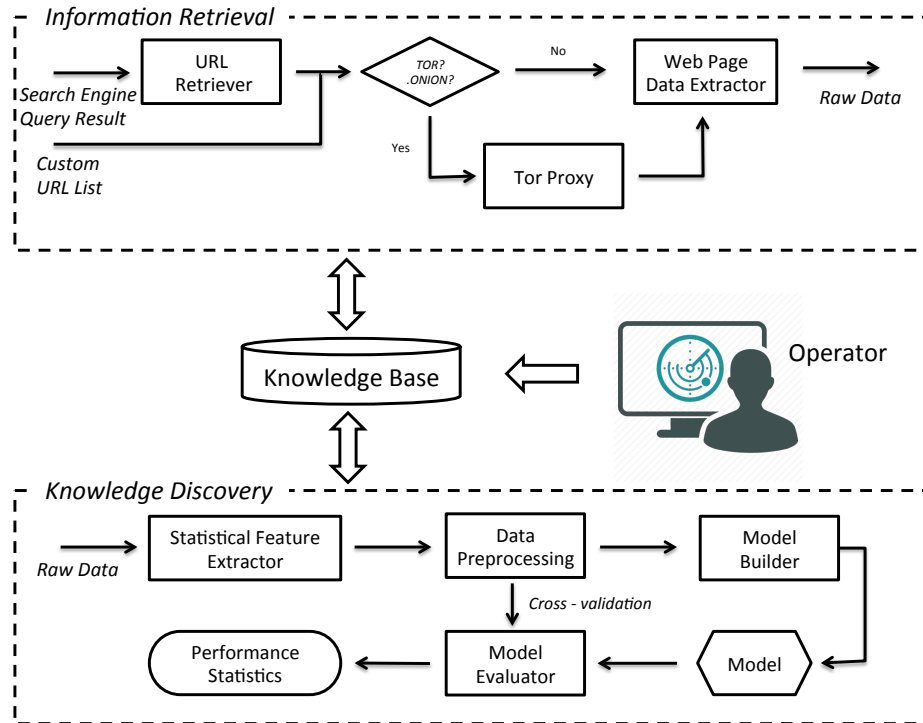 Information Retrieval
URL
Retriever
TOR?
.ONION?
No
Web Page
Data Extractor
Search Engine
Query Result
Raw Data
Custom
URL List
Yes
Tor Proxy
Knowledge Base
Operator
Knowledge Discovery
Raw Data
Statistical Feature
Extractor
Data
Preprocessing
Model
Builder
Cross - validation
Performance
Statistics
Model
Evaluator
Model